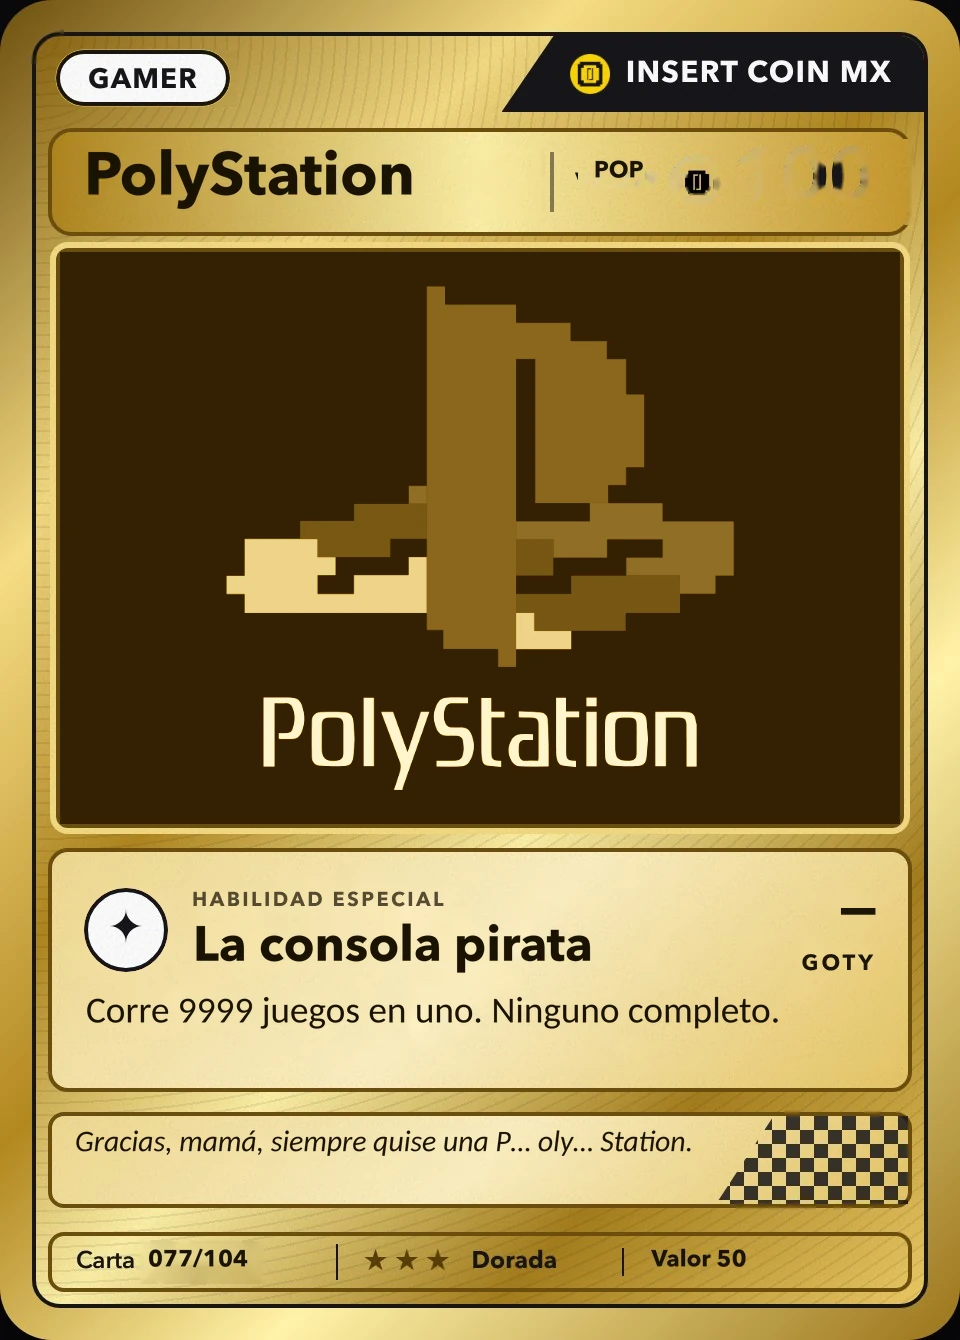 GAMER
INSERT COIN MX
PolyStation
POP
PolyStation
HABILIDAD ESPECIAL
La consola pirata
—
GOTY
Corre 9999 juegos en uno. Ninguno completo.
Gracias, mamá, siempre quise una P... oly... Station.
Carta 077/104
★★★ Dorada
Valor 50